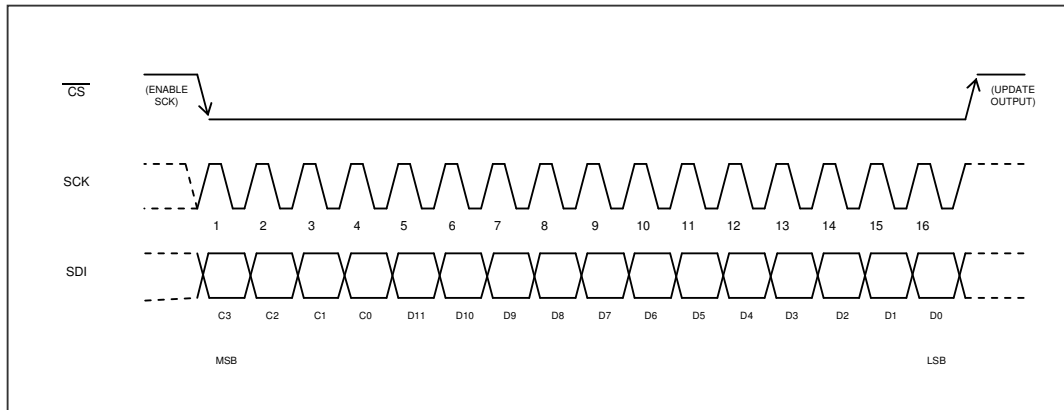 CS
(ENABLE
SCK)
(UPDATE
OUTPUT)
SCK
1 2 3 4 5 6 7 8 9 10 11 12 13 14 15 16
SDI
C3 C2 C1 C0 D11 D10 D9 D8 D7 D6 D5 D4 D3 D2 D1 D0
MSB LSB